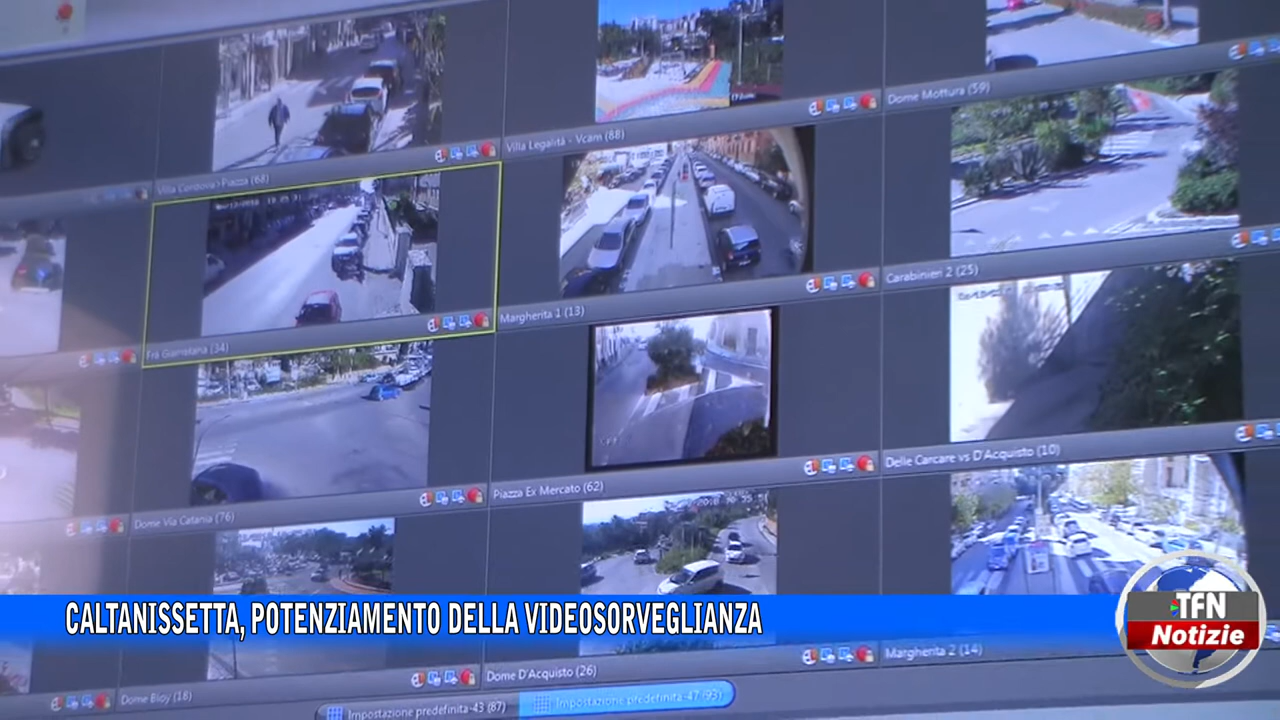 Dome Mottura (59)
Villa Legalità - Vcam (88)
Villa Cordova - Piazza (68)
Carabinieri 2 (25)
Margherita 1 (13)
(34)
Delle Carcare vs D'Acquisto (10)
Piazza Ex Mercato (62)
Dome Via Catania (76)
CALTANISSETTA, POTENZIAMENTO DELLA VIDEOSORVEGLIANZA
TFN
Notizie
Margherita 2 (14)
Dome D'Acquisto (26)
Dome Bloy (18)
Impostazione predefinita-47 (93)
Impostazione predefinita-43 (87)